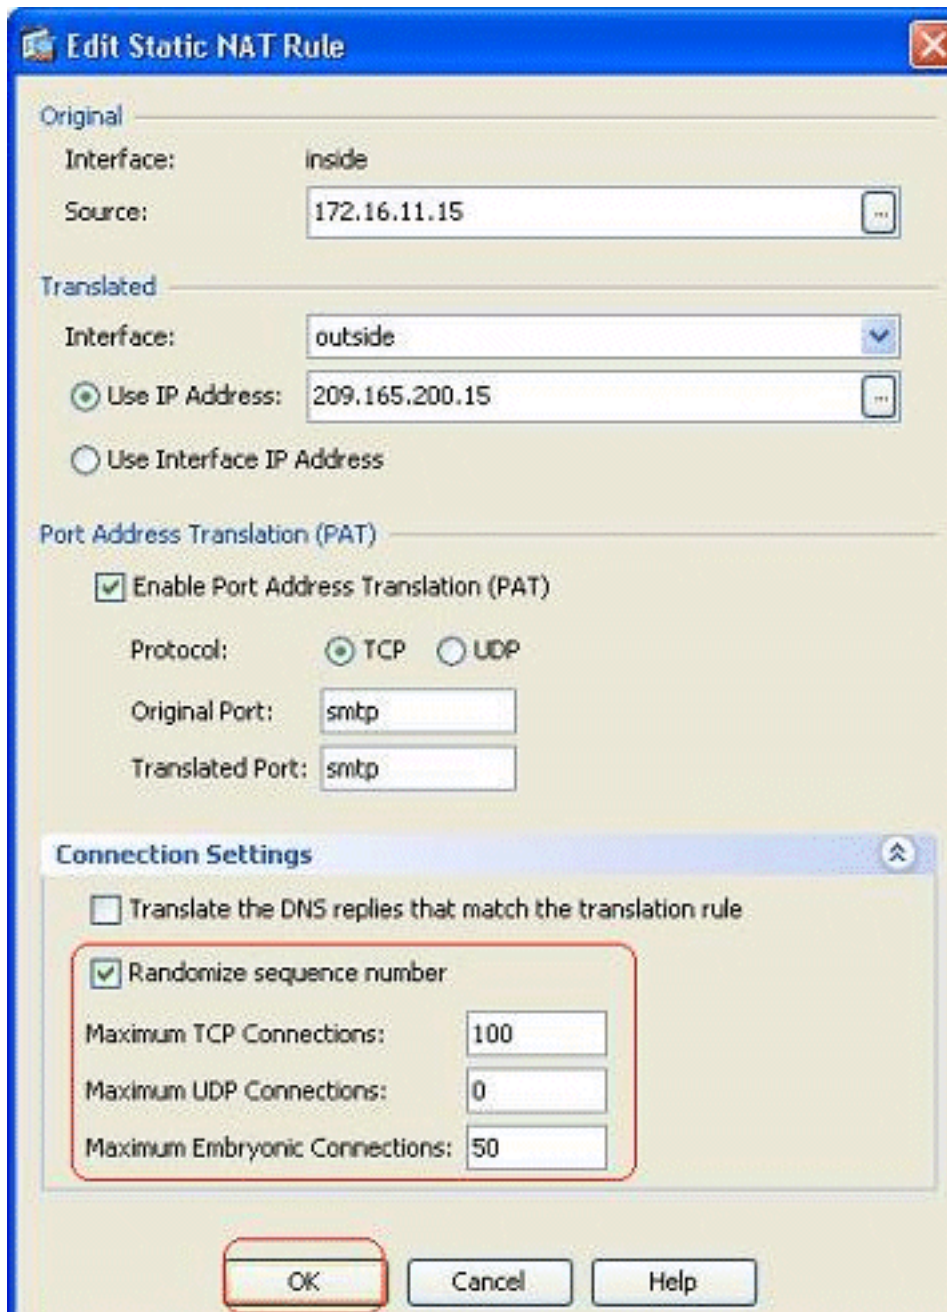 Edit Static NAT Rule
Original
Interface: inside
Source: 172.16.11.15 ...
Translated
Interface: outside
Use IP Address: 209.165.200.15 ...
Use Interface IP Address
Port Address Translation (PAT)
Enable Port Address Translation (PAT)
Protocol: TCP UDP
Original Port: smtp
Translated Port: smtp
Connection Settings
Translate the DNS replies that match the translation rule
Randomize sequence number
Maximum TCP Connections: 100
Maximum UDP Connections: 0
Maximum Embryonic Connections: 50
OK Cancel Help